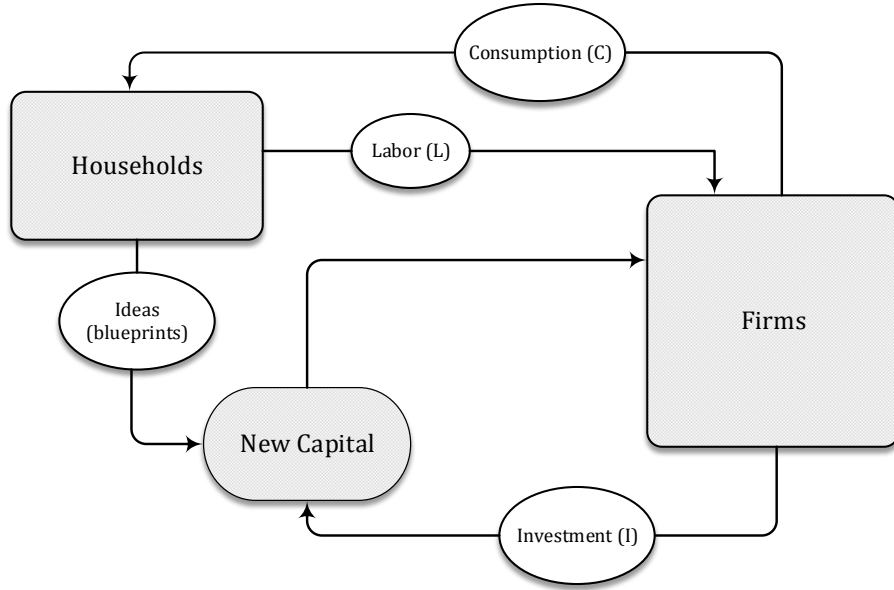 Consumption (C)
Households
Labor (L)
Ideas
(blueprints)
Firms
New Capital
Investment (I)